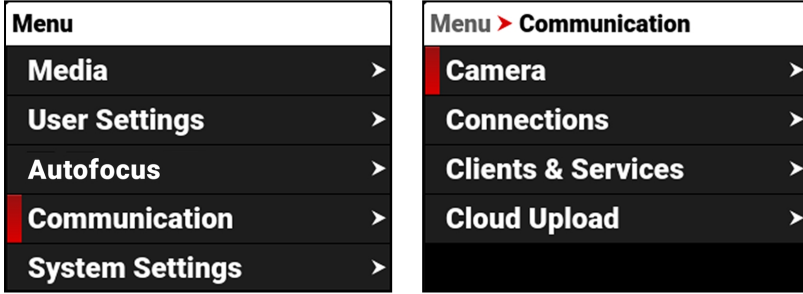 Menu
Media
User Settings
Autofocus
Communication
System Settings
Menu > Communication
Camera
Connections
Clients & Services
Cloud Upload